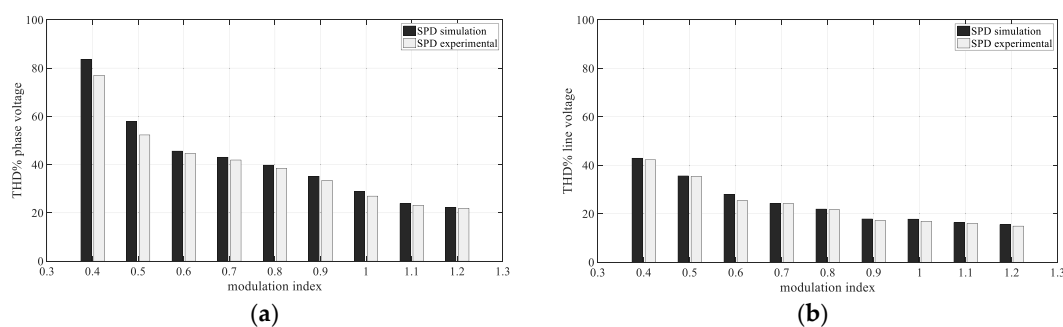 100
80
60
40
20
0
THD% phase voltage
SPD simulation
SPD experimental
0.3 0.4 0.5 0.6 0.7 0.8 0.9 1 1.1 1.2 1.3
modulation index
(a)
100
80
60
40
20
0
THD% line voltage
SPD simulation
SPD experimental
0.3 0.4 0.5 0.6 0.7 0.8 0.9 1 1.1 1.2 1.3
modulation index
(b)